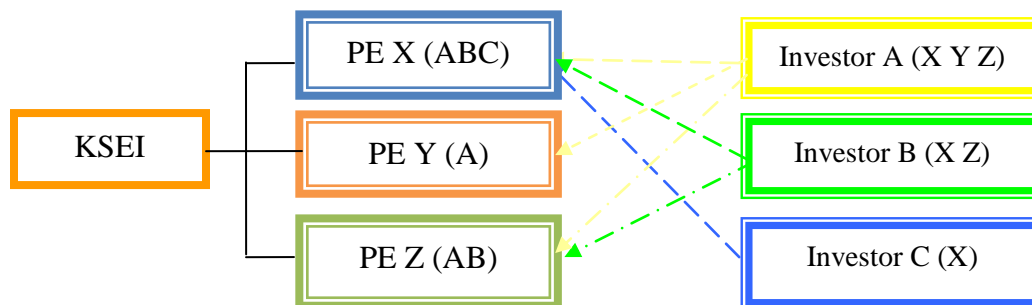 KSEI
PE X (ABC)
PE Y (A)
PE Z (AB)
Investor A (X Y Z)
Investor B (X Z)
Investor C (X)